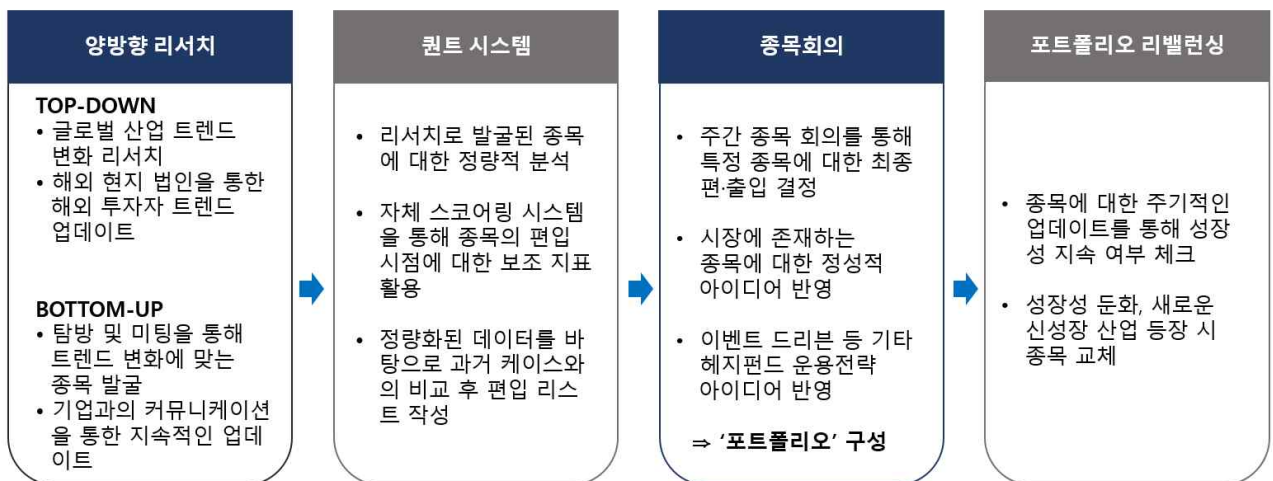 양방향 리서치
TOP-DOWN
• 글로벌 산업 트렌드
변화 리서치
• 해외 현지 법인을 통한
해외 투자자 트렌드
업데이트
BOTTOM-UP
• 탐방 및 미팅을 통해
트렌드 변화에 맞는
종목 발굴
• 기업과의 커뮤니케이션
을 통한 지속적인 업데
이트
퀀트 시스템
• 리서치로 발굴된 종목
에 대한 정량적 분석
• 자체 스코어링 시스템
을 통해 종목의 편입
시점에 대한 보조 지표
활용
• 정량화된 데이터를 바
탕으로 과거 케이스와
의 비교 후 편입 리스
트 작성
종목회의
• 주간 종목 회의를 통해
특정 종목에 대한 최종
편·출입 결정
• 시장에 존재하는
종목에 대한 정성적
아이디어 반영
• 이벤트 드리븐 등 기타
헤지펀드 운용전략
아이디어 반영
⇒ ‘포트폴리오’ 구성
포트폴리오 리밸런싱
• 종목에 대한 주기적인
업데이트를 통해 성장
성 지속 여부 체크
• 성장성 둔화, 새로운
신성장 산업 등장 시
종목 교체